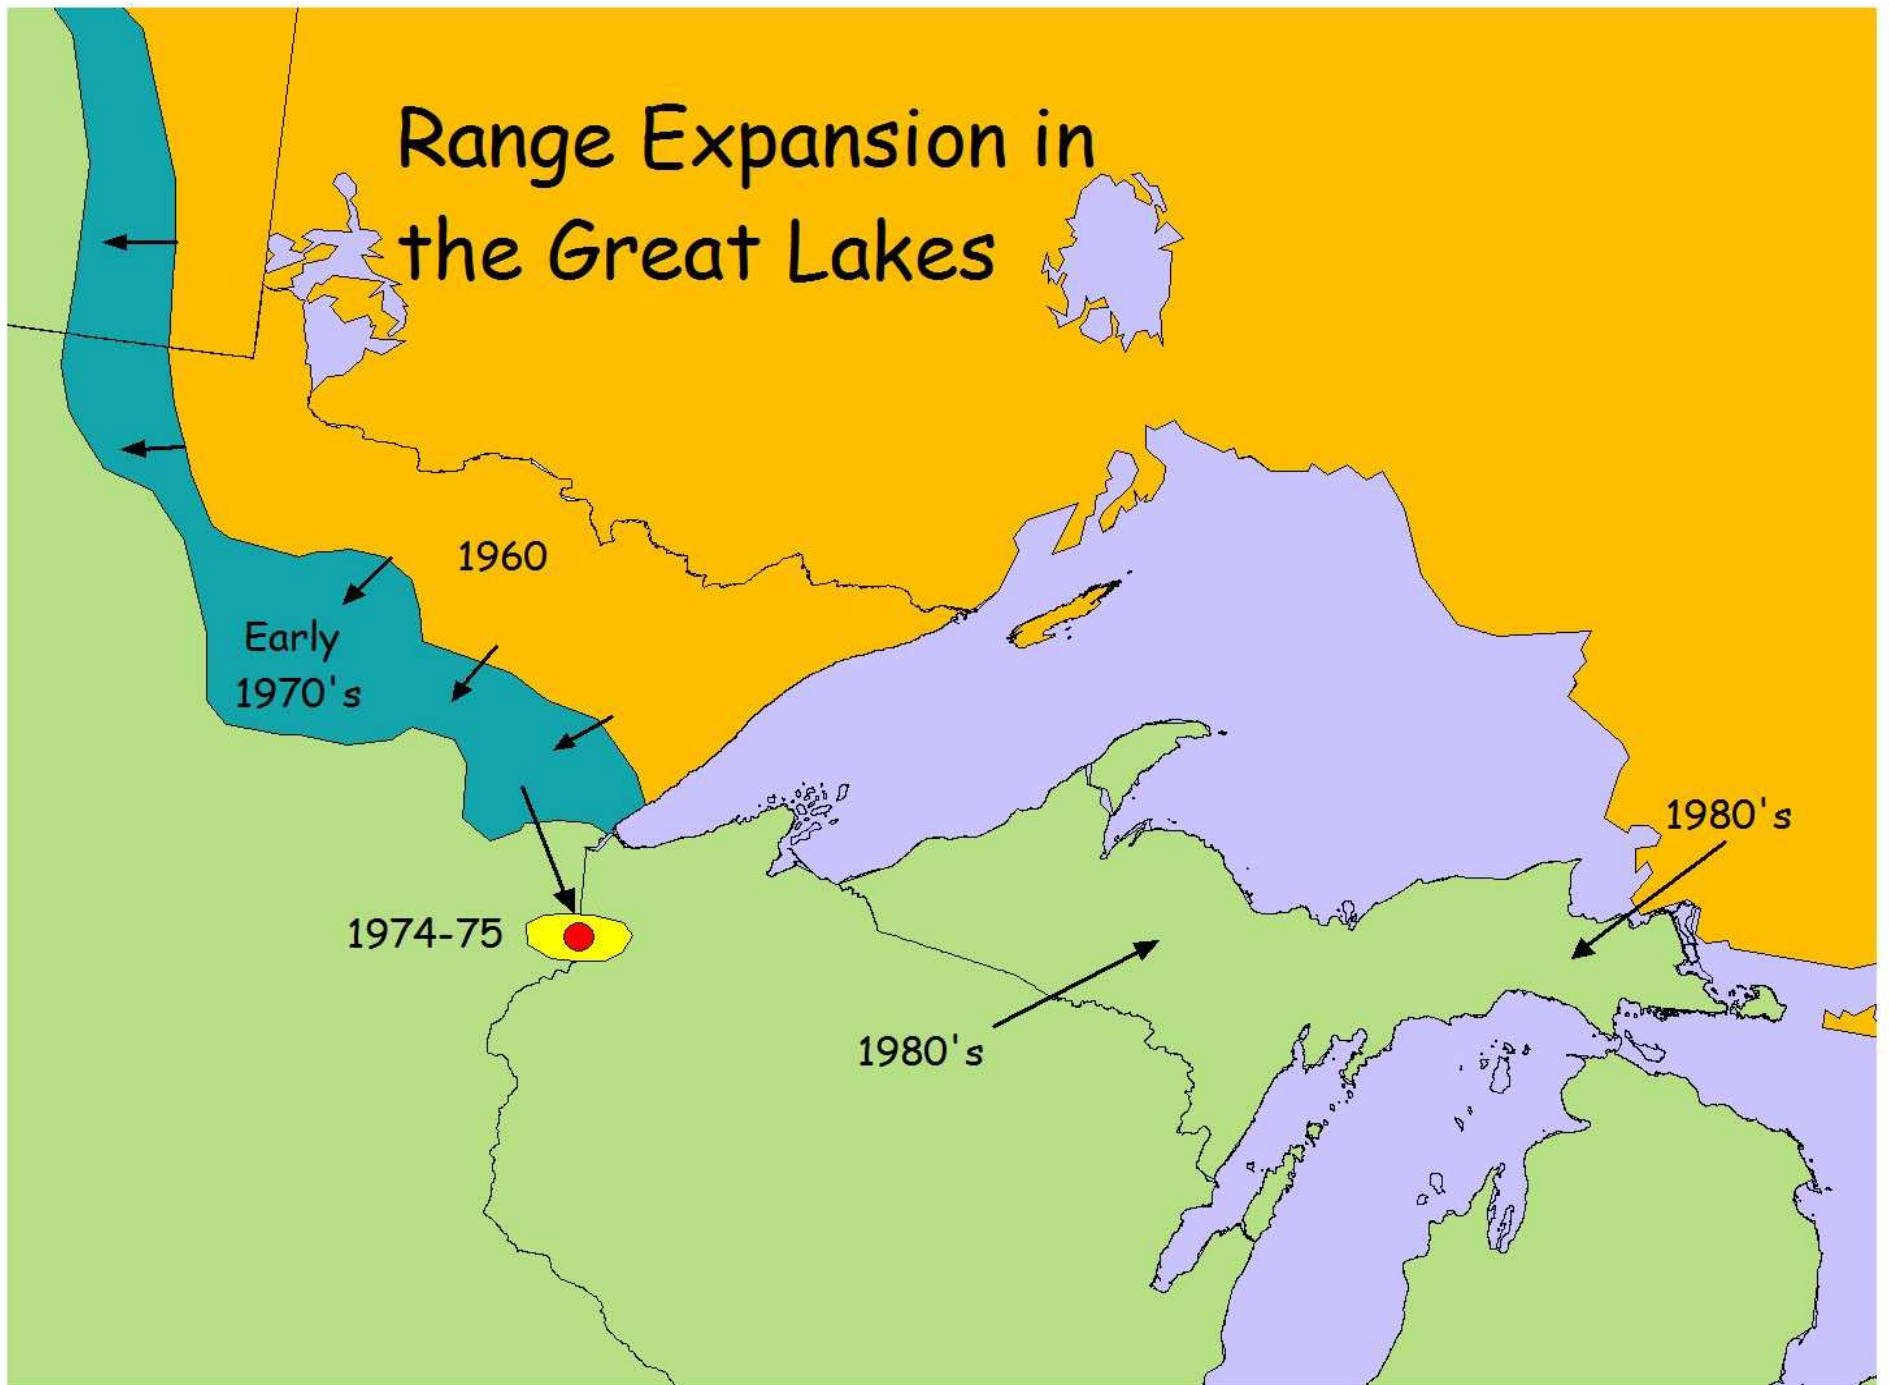 Range Expansion in
the Great Lakes
1960
Early
1970's
1980's
1974-75
1980's